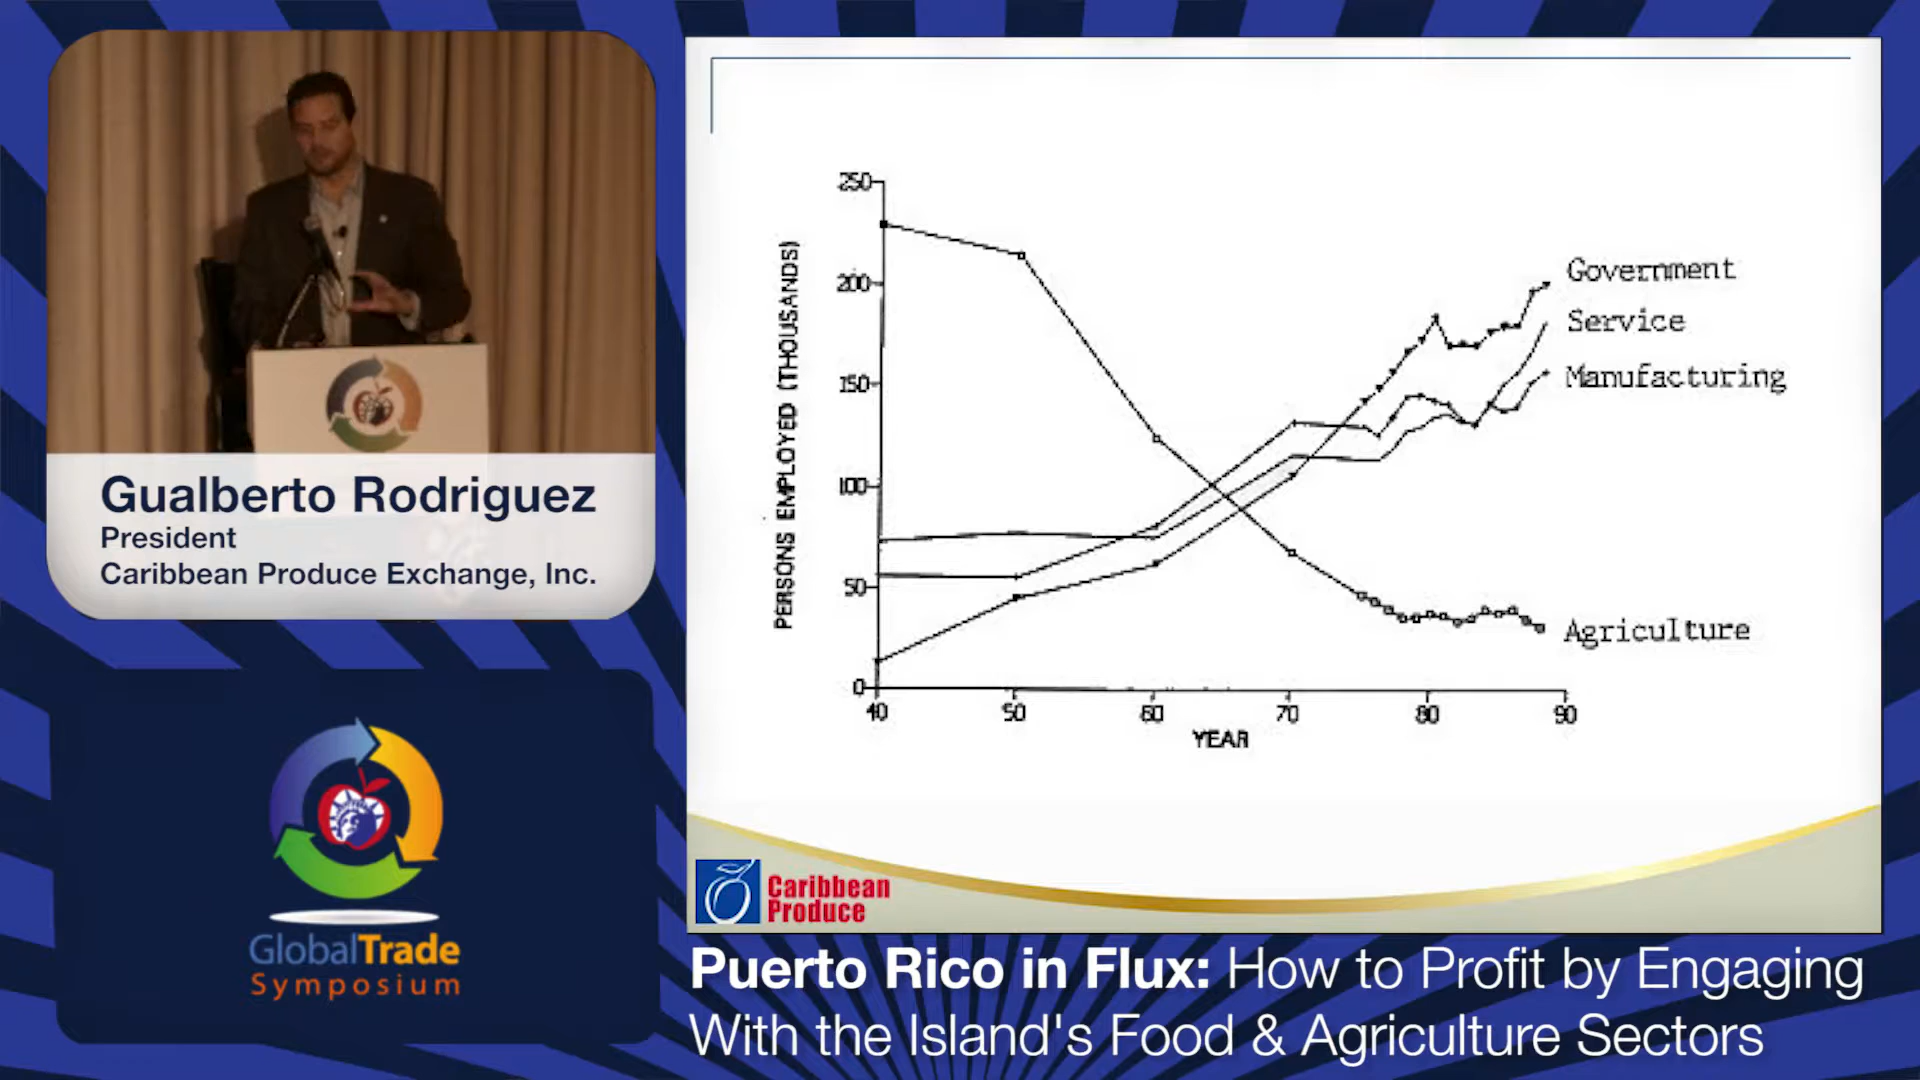 Gualberto Rodriguez
President
Caribbean Produce Exchange, Inc.
GlobalTrade
Symposium
250
200
150
100
50
0
PERSONS EMPLOYED (THOUSANDS)
40 50 60 70 80 90
YEAR
Government
Service
Manufacturing
Agriculture
Caribbean
Produce
Puerto Rico in Flux: How to Profit by Engaging
With the Island's Food & Agriculture Sectors